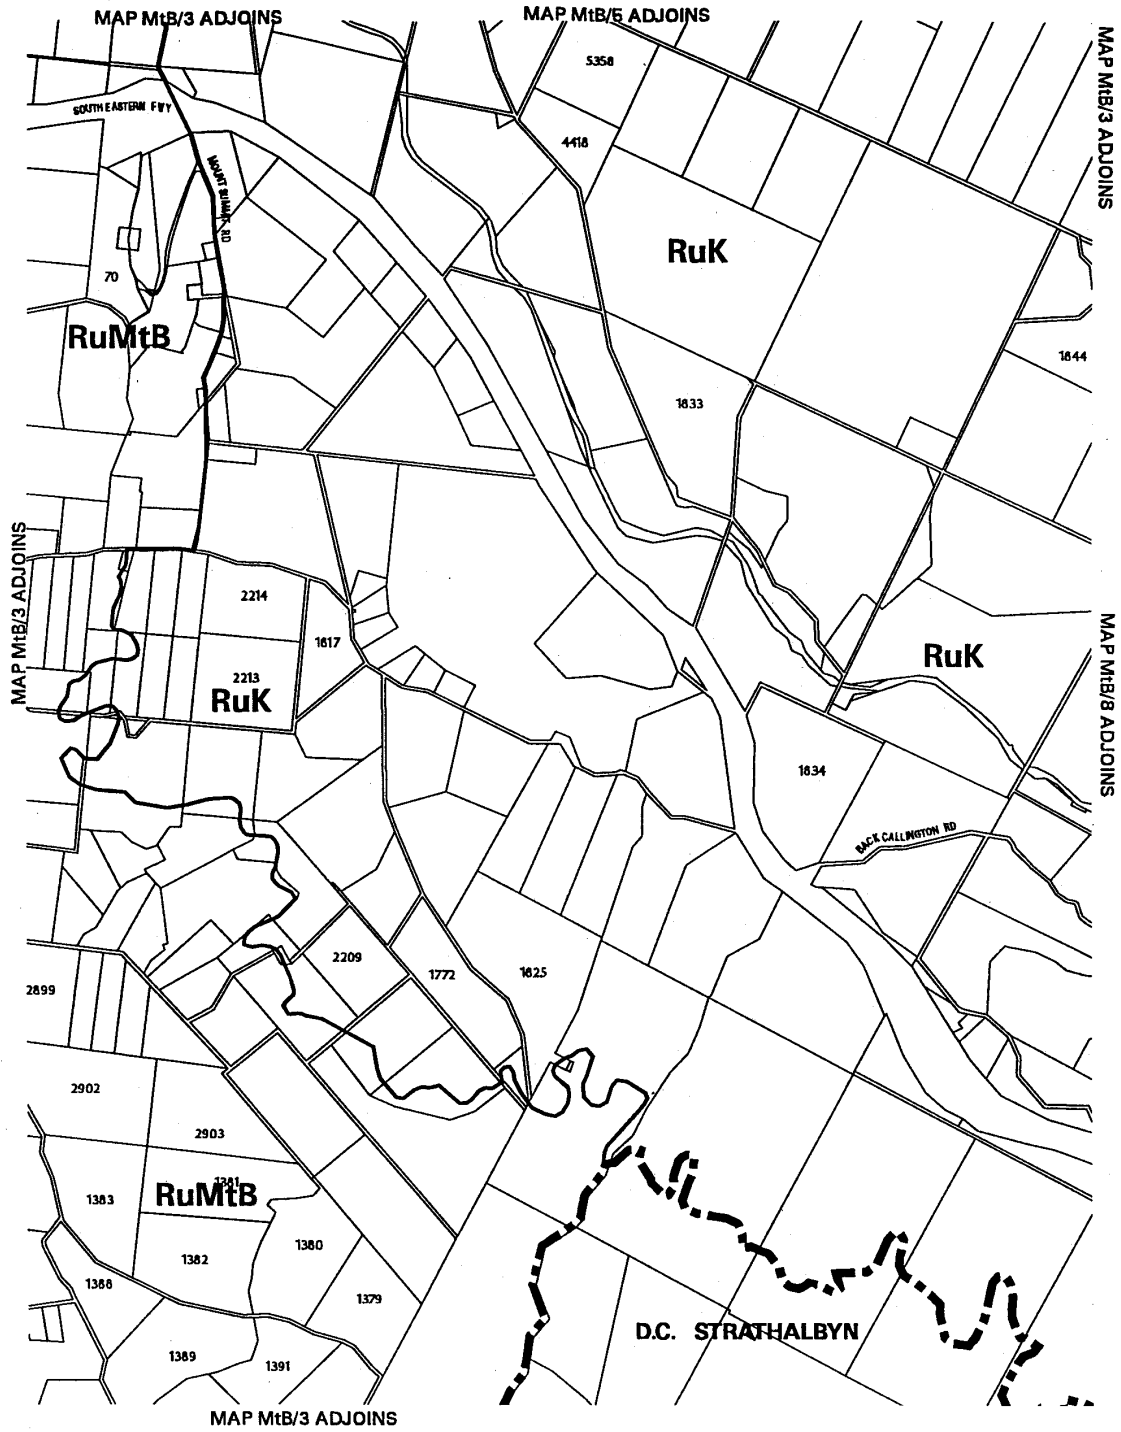 MAP MtB/3 ADJOINS
MAP MtB/5 ADJOINS
MAP MtB/3 ADJOINS
5358
SOUTH EASTERN FWY
4418
MOUNT SUMMIT RD
RuK
70
RuMtB
1844
1833
MAP MtB/3 ADJOINS
2214
1817
MAP MtB/8 ADJOINS
RuK
2213
RuK
1834
BACK CALLINGTON RD
2209
1772
1825
2899
2902
2903
1381
1383
RuMtB
1380
1382
1388
1379
D.C. STRATHALBYN
1389
1391
MAP MtB/3 ADJOINS